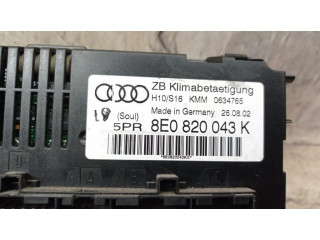 ZB Klimabetaetigung
H10/S16 KMM 0634765
(Soul) Made in Germany 26.08.02
5PR 8E0 820 043 K